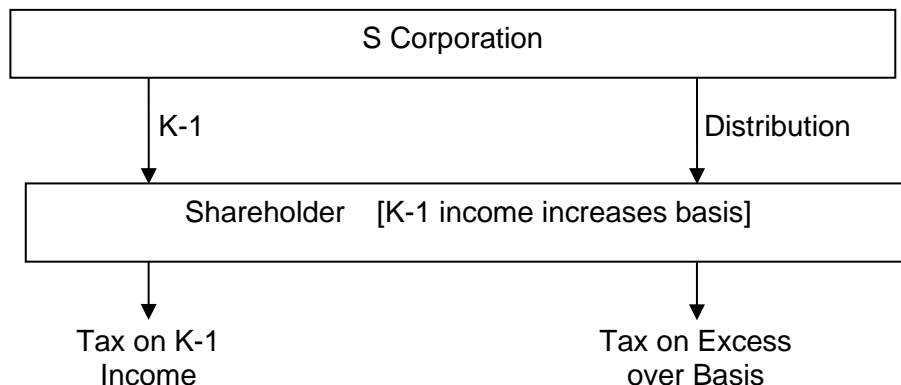 S Corporation
K-1
Distribution
Shareholder [K-1 income increases basis]
Tax on K-1
Income
Tax on Excess
over Basis